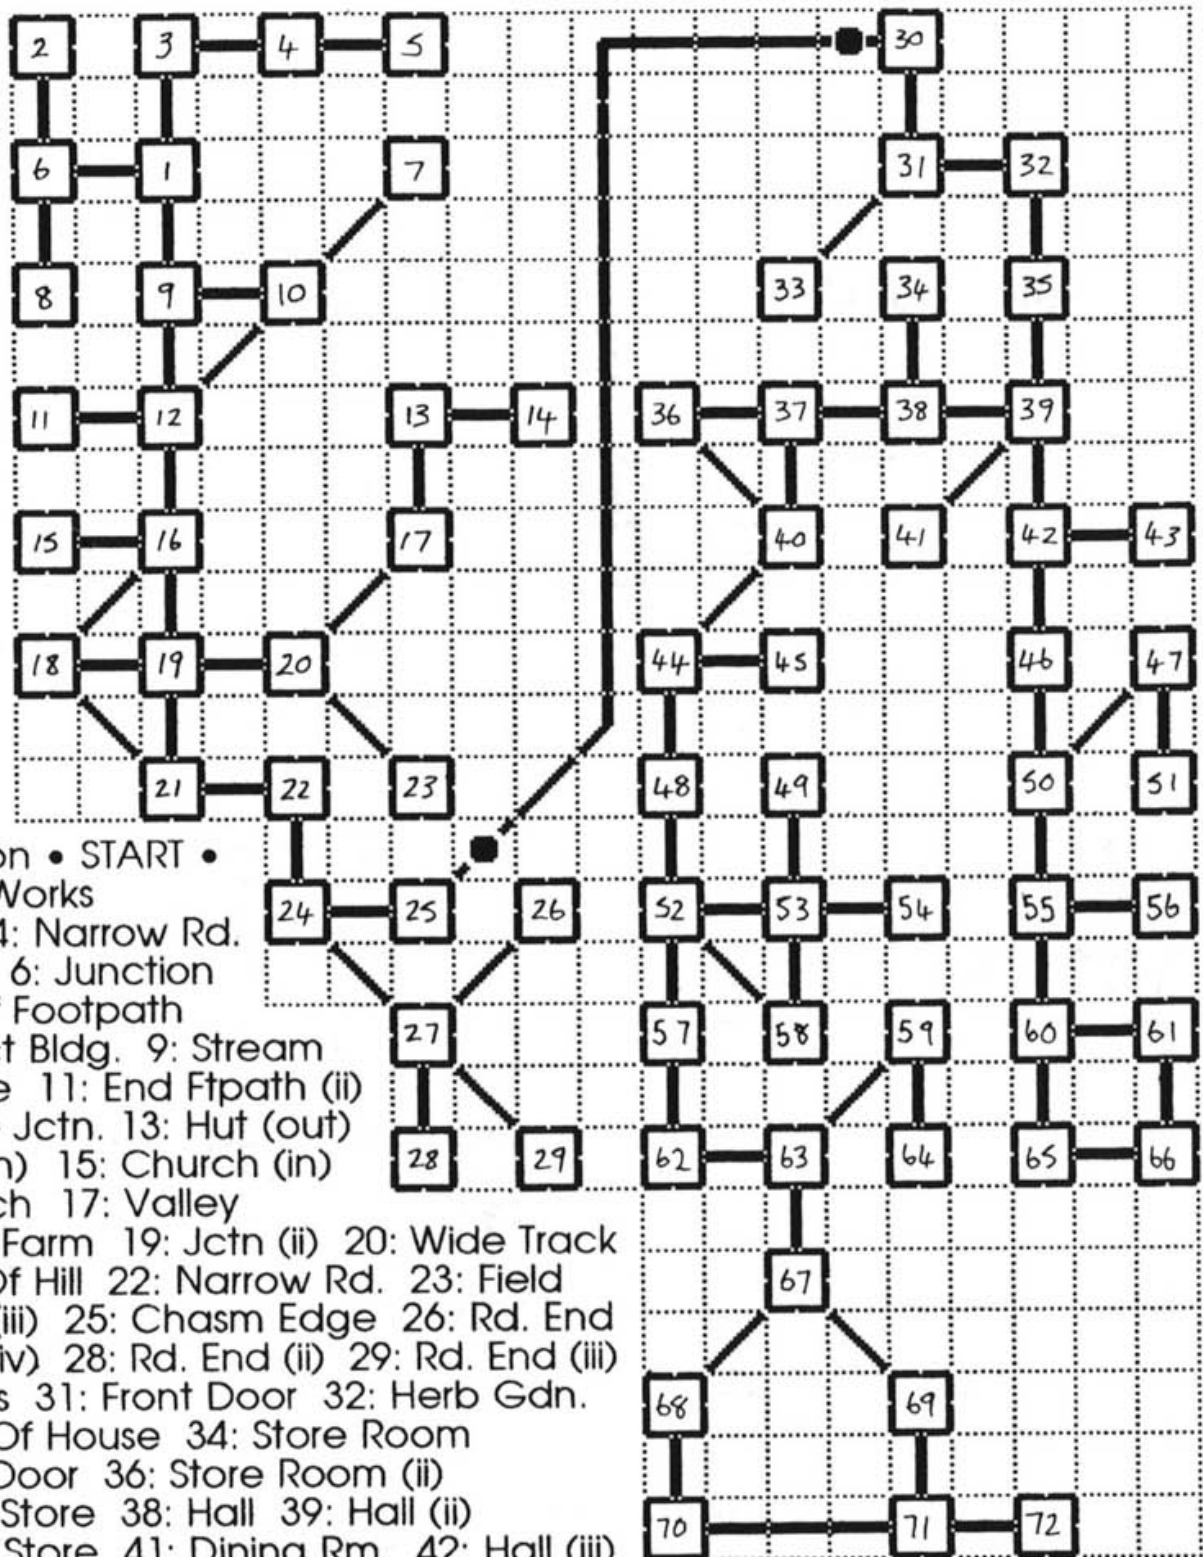 2 3 4 5 30
6 1 7 31 32
8 9 10 33 34 35
11 12 13 14 36 37 38 39
15 16 17 40 41 42 43
18 19 20 44 45 46 47
21 22 23 48 49 50 51
on • START •
Works
24 25 26 52 53 54 55 56
4: Narrow Rd.
6: Junction
Footpath
27 57 58 59 60 61
t Bldg. 9: Stream
e 11: End Ftpath (ii)
Jctn. 13: Hut (out)
28 29 62 63 64 65 66
n) 15: Church (in)
ch 17: Valley
Farm 19: Jctn (ii) 20: Wide Track
Of Hill 22: Narrow Rd. 23: Field
67
iii) 25: Chasm Edge 26: Rd. End
iv) 28: Rd. End (ii) 29: Rd. End (iii)
s 31: Front Door 32: Herb Gdn.
68 69
Of House 34: Store Room
Door 36: Store Room (ii)
Store 38: Hall 39: Hall (ii)
70 71 72
Store 41: Dining Rm. 42: Hall (iii)